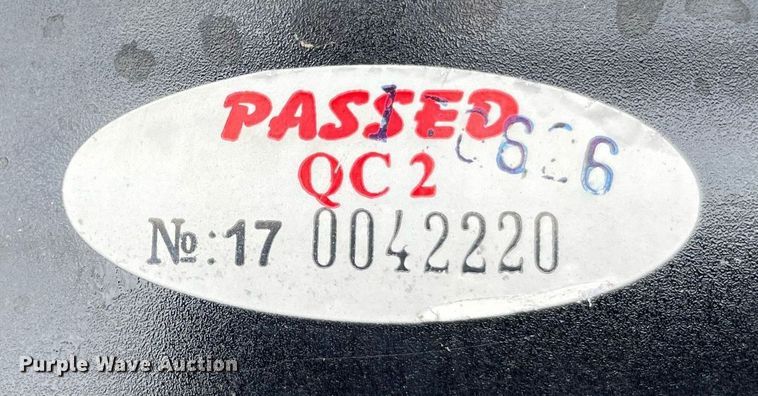 PASSED
QC 2
№: 17 0042220
Purple Wave Auction